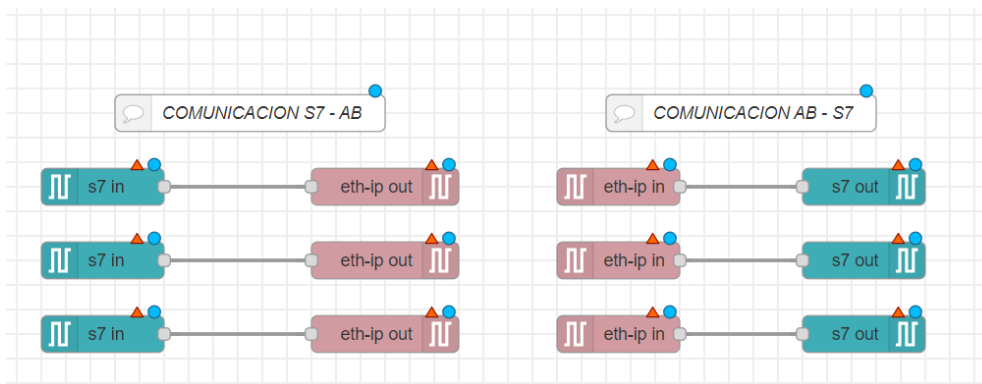 COMUNICACION S7 - AB
COMUNICACION AB - S7
s7 in
eth-ip out
eth-ip in
s7 out
s7 in
eth-ip out
eth-ip in
s7 out
s7 in
eth-ip out
eth-ip in
s7 out